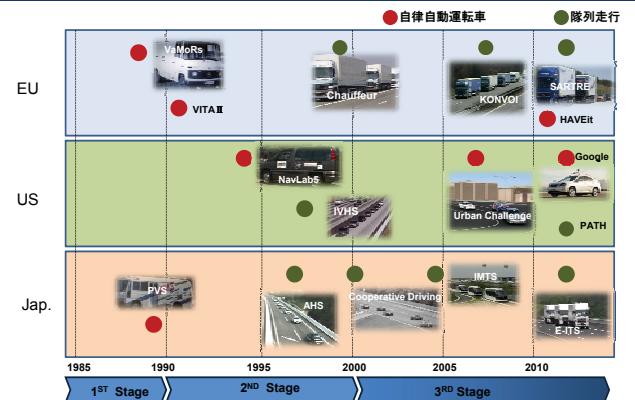 自律自動運転車 隊列走行
EU
VaMoRs
VITAⅡ
Chauffeur
KONVOI
SARTRE
HAVEit
US
NavLab5
IVHS
Urban Challenge
Google
PATH
Jap.
PVS
AHS
Cooperative Driving
IMTS
E-ITS
1985 1990 1995 2000 2005 2010
1ST Stage 2ND Stage 3RD Stage